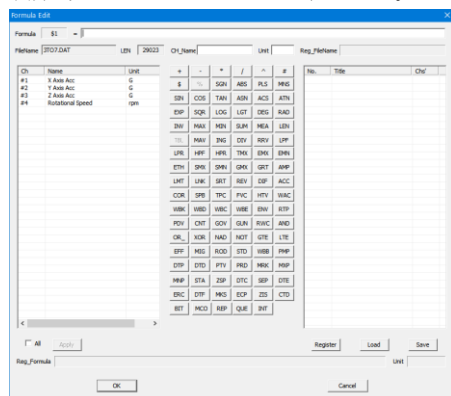 Formula Edit
Formula $1 =
FileName 3TO7.DAT LEN 29023 CH_Name Unit Reg_FileName
Ch Name Unit
#1 X Axis Acc G
#2 Y Axis Acc G
#3 Z Axis Acc G
#4 Rotational Speed rpm
+ - * / ^ #
$ % SGN ABS PLS MNS
SIN COS TAN ASN ACS ATN
EXP SQR LOG LGT DEG RAD
INV MAX MIN SUM MEA LEN
MAV ING DIV RRV LPF
LPR HPF HPR TMX EMX EMN
ETH SMX SMN GMX GRT AMP
LMT LNK SRT REV DIF ACC
COR SPB TPC FVC HTV WAC
WBK WBD WBC WBE ENV RTP
PDV CNT GOV GUN RWC AND
OR_ XOR NAD NOT GTE LTE
EFF MIG ROD STD WBB PMP
DTP DTD PTV PRD MRK MXP
MNP STA ZSP DTC SEP DTE
ERC DTF MKS ECP ZIS CTD
BIT MCO REP QUE INT
No. Title Chs'
All Apply
Register Load Save
Reg_Formula Unit
OK Cancel